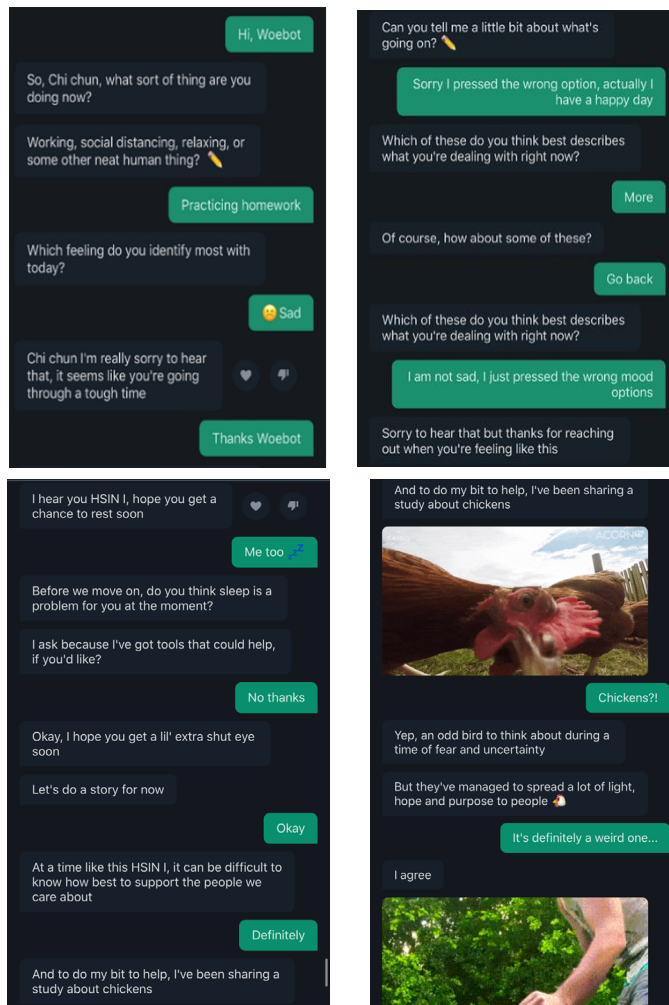 Hi, Woebot
So, Chi chun, what sort of thing are you
doing now?
Working, social distancing, relaxing, or
some other neat human thing? ✏️
Practicing homework
Which feeling do you identify most with
today?
🙁 Sad
Chi chun I'm really sorry to hear
that, it seems like you're going
through a tough time
Thanks Woebot
Can you tell me a little bit about what's
going on? ✏️
Sorry I pressed the wrong option, actually I
have a happy day
Which of these do you think best describes
what you're dealing with right now?
More
Of course, how about some of these?
Go back
Which of these do you think best describes
what you're dealing with right now?
I am not sad, I just pressed the wrong mood
options
Sorry to hear that but thanks for reaching
out when you're feeling like this
I hear you HSIN I, hope you get a
chance to rest soon
Me too 💤
Before we move on, do you think sleep is a
problem for you at the moment?
I ask because I've got tools that could help,
if you'd like?
No thanks
Okay, I hope you get a lil' extra shut eye
soon
Let's do a story for now
Okay
At a time like this HSIN I, it can be difficult to
know how best to support the people we
care about
Definitely
And to do my bit to help, I've been sharing a
study about chickens
And to do my bit to help, I've been sharing a
study about chickens
ACORN
Chickens?!
Yep, an odd bird to think about during a
time of fear and uncertainty
But they've managed to spread a lot of light,
hope and purpose to people 🐔
It's definitely a weird one...
I agree